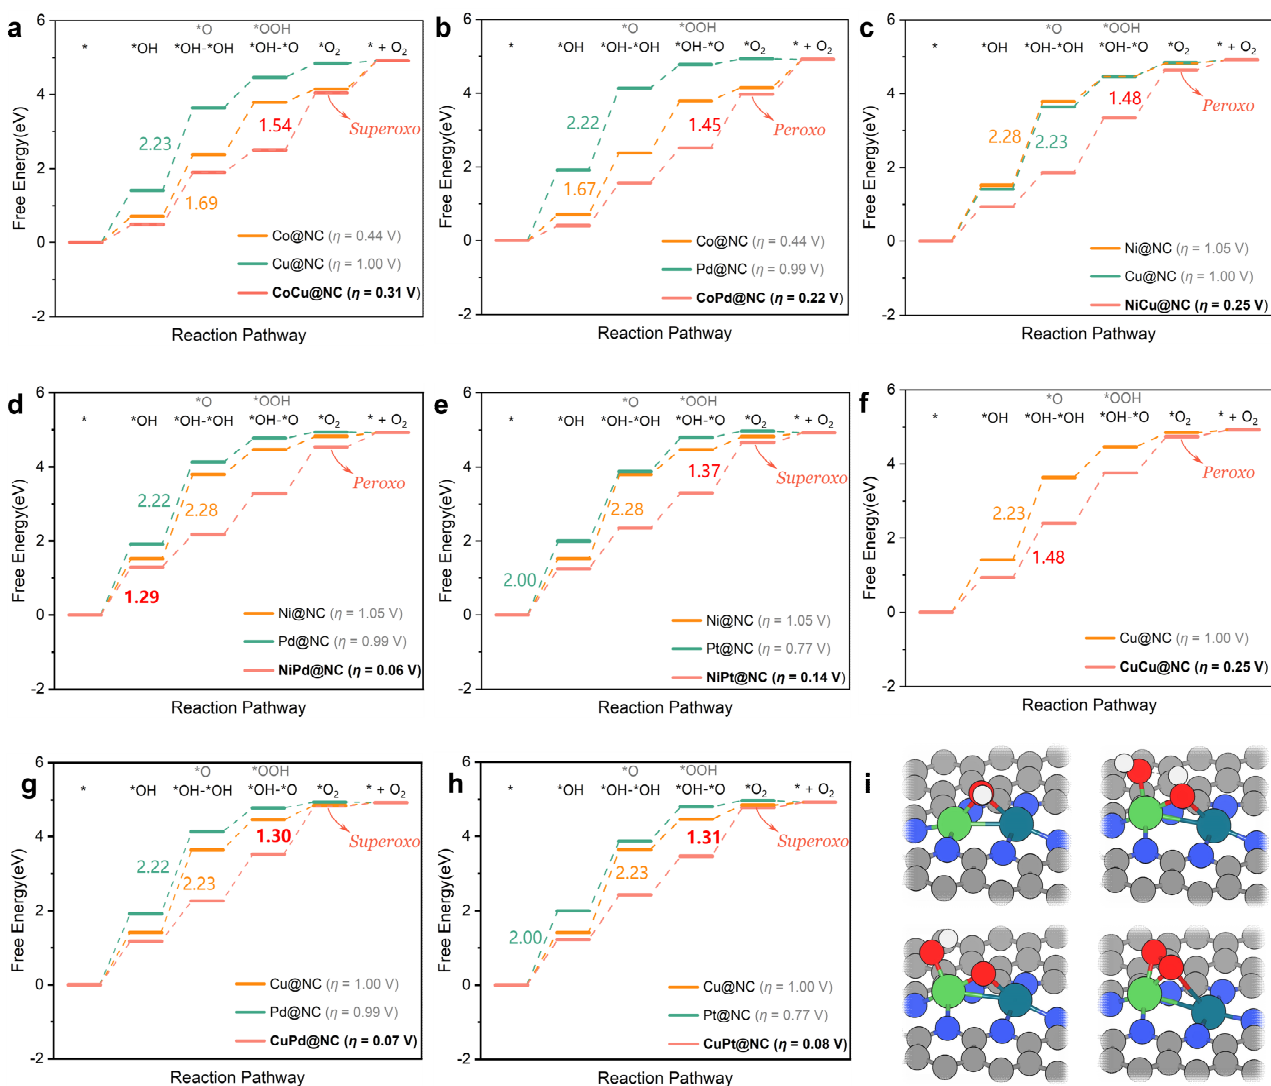 a
6
4
2
0
-2
Free Energy(eV)
*O
*OOH
*
*OH
*OH-*OH
*OH-*O
*O2
* + O2
2.23
1.69
1.54
Superoxo
Co@NC (η = 0.44 V)
Cu@NC (η = 1.00 V)
CoCu@NC (η = 0.31 V)
Reaction Pathway
b
6
4
2
0
-2
Free Energy(eV)
*O
*OOH
*
*OH
*OH-*OH
*OH-*O
*O2
* + O2
2.22
1.67
1.45
Peroxo
Co@NC (η = 0.44 V)
Pd@NC (η = 0.99 V)
CoPd@NC (η = 0.22 V)
Reaction Pathway
c
6
4
2
0
-2
Free Energy(eV)
*O
*OOH
*
*OH
*OH-*OH
*OH-*O
*O2
* + O2
2.28
2.23
1.48
Peroxo
Ni@NC (η = 1.05 V)
Cu@NC (η = 1.00 V)
NiCu@NC (η = 0.25 V)
Reaction Pathway
d
6
4
2
0
-2
Free Energy(eV)
*O
*OOH
*
*OH
*OH-*OH
*OH-*O
*O2
* + O2
2.22
2.28
1.29
Peroxo
Ni@NC (η = 1.05 V)
Pd@NC (η = 0.99 V)
NiPd@NC (η = 0.06 V)
Reaction Pathway
e
6
4
2
0
-2
Free Energy(eV)
*O
*OOH
*
*OH
*OH-*OH
*OH-*O
*O2
* + O2
2.00
2.28
1.37
Superoxo
Ni@NC (η = 1.05 V)
Pt@NC (η = 0.77 V)
NiPt@NC (η = 0.14 V)
Reaction Pathway
f
6
4
2
0
-2
Free Energy(eV)
*O
*OOH
*
*OH
*OH-*OH
*OH-*O
*O2
* + O2
2.23
1.48
Peroxo
Cu@NC (η = 1.00 V)
CuCu@NC (η = 0.25 V)
Reaction Pathway
g
6
4
2
0
-2
Free Energy(eV)
*O
*OOH
*
*OH
*OH-*OH
*OH-*O
*O2
* + O2
2.22
2.23
1.30
Superoxo
Cu@NC (η = 1.00 V)
Pd@NC (η = 0.99 V)
CuPd@NC (η = 0.07 V)
Reaction Pathway
h
6
4
2
0
-2
Free Energy(eV)
*O
*OOH
*
*OH
*OH-*OH
*OH-*O
*O2
* + O2
2.00
2.23
1.31
Superoxo
Cu@NC (η = 1.00 V)
Pt@NC (η = 0.77 V)
CuPt@NC (η = 0.08 V)
Reaction Pathway
i